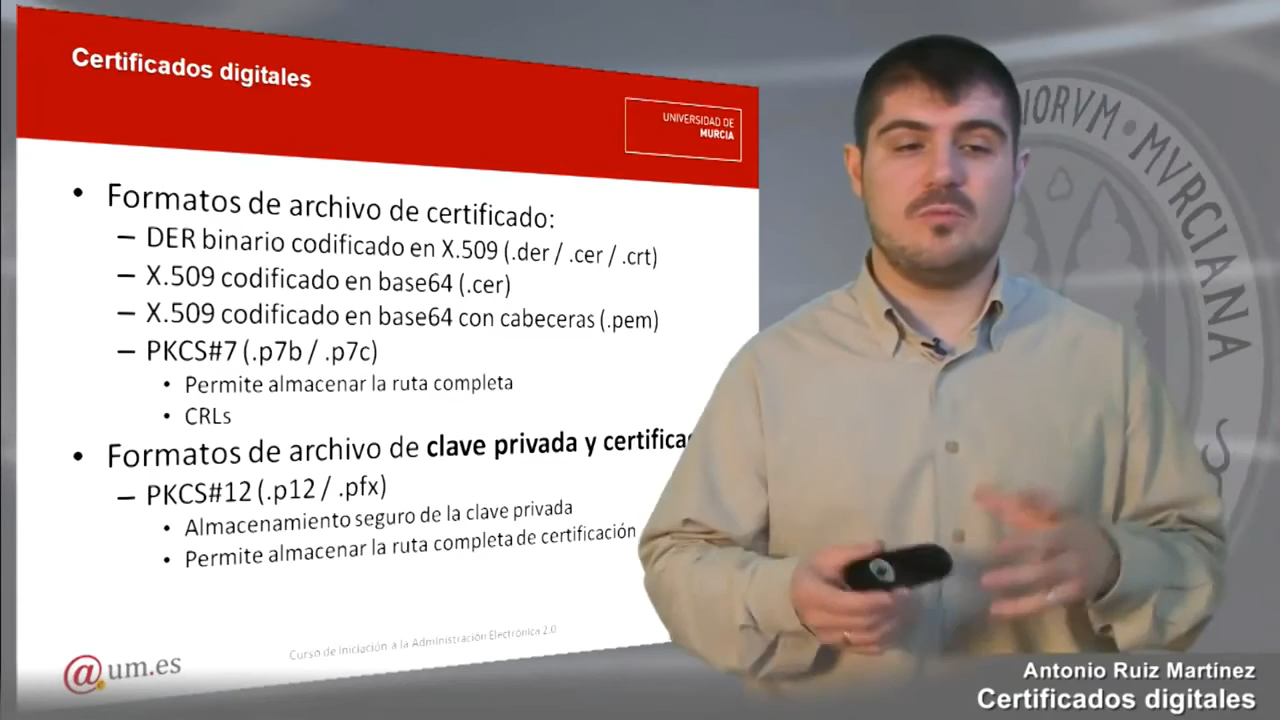 Certificados digitales
UNIVERSIDAD DE
MURCIA
• Formatos de archivo de certificado:
– DER binario codificado en X.509 (.der / .cer / .crt)
– X.509 codificado en base64 (.cer)
– X.509 codificado en base64 con cabeceras (.pem)
– PKCS#7 (.p7b / .p7c)
• Permite almacenar la ruta completa
• CRLs
• Formatos de archivo de clave privada y
– PKCS#12 (.p12 / .pfx)
• Almacenamiento seguro de la clave privada
• Permite almacenar la ruta completa de certificación
Curso de Iniciación a la Administración Electrónica 2.0
@um.es
MVRCIANA
Antonio Ruiz Martínez
Certificados digitales